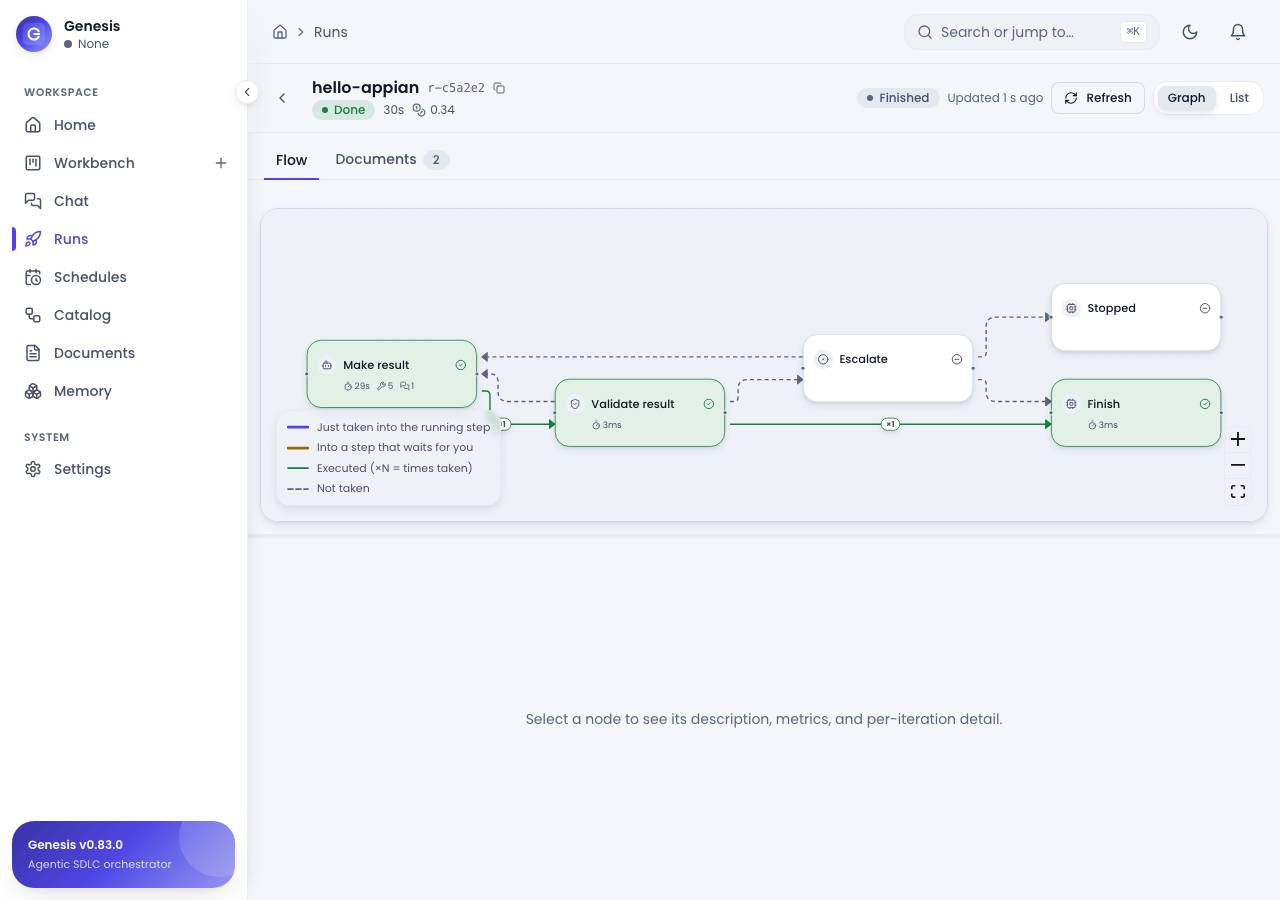 Genesis
None
WORKSPACE
Home
Workbench
Chat
Runs
Schedules
Catalog
Documents
Memory
SYSTEM
Settings
Genesis v0.83.0
Agentic SDLC orchestrator
Runs
Search or jump to...
⌘K
hello-appian r-c5a2e2
Done 30s 0.34
Finished Updated 1 s ago Refresh Graph List
Flow Documents 2
Stopped
Escalate
Make result
29s 5 1
Validate result
3ms
Finish
3ms
×1
Just taken into the running step
Into a step that waits for you
Executed (×N = times taken)
Not taken
Select a node to see its description, metrics, and per-iteration detail.